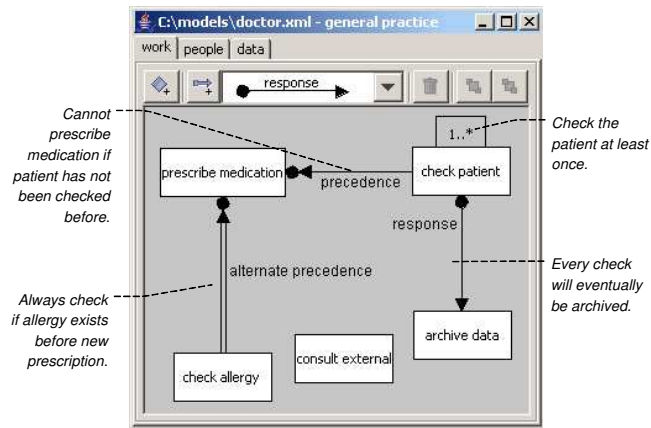 C:\models\doctor.xml - general practice
work people data
response
Cannot
prescribe
medication if
patient has not
been checked
before.
1..*
Check the
patient at least
once.
prescribe medication
check patient
precedence
response
alternate precedence
Every check
will eventually
be archived.
Always check
if allergy exists
before new
prescription.
archive data
consult external
check allergy